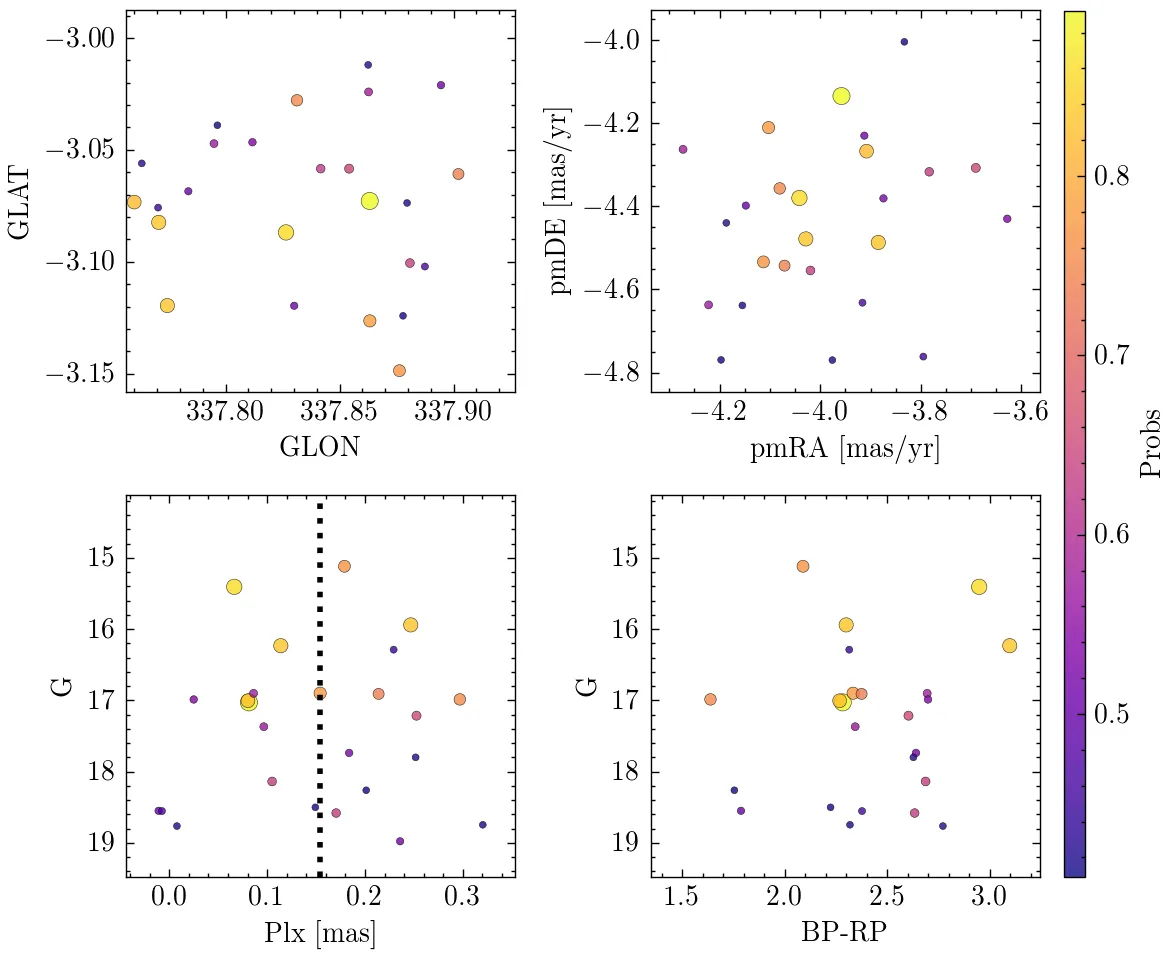 −3.00
−3.05
−3.10
−3.15
GLAT
337.80 337.85 337.90
GLON
−4.0
−4.2
−4.4
−4.6
−4.8
pmDE [mas/yr]
−4.2 −4.0 −3.8 −3.6
pmRA [mas/yr]
0.8
0.7
0.6
0.5
Probs
15
16
17
18
19
G
0.0 0.1 0.2 0.3
Plx [mas]
15
16
17
18
19
G
1.5 2.0 2.5 3.0
BP-RP